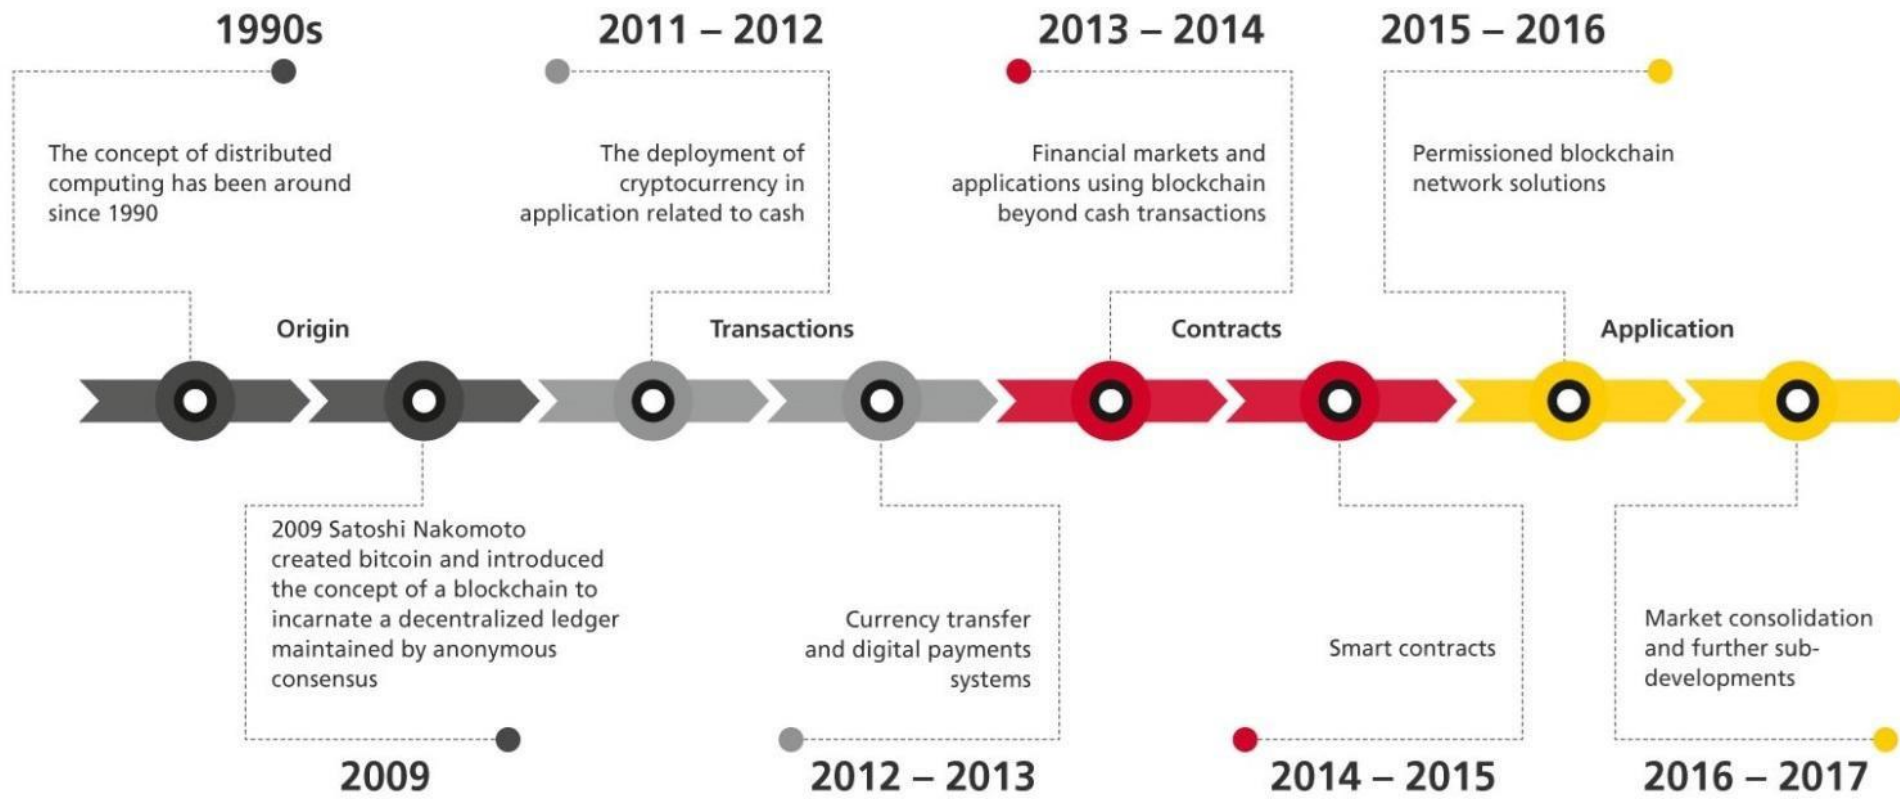 1990s
The concept of distributed
computing has been around
since 1990
2011 – 2012
The deployment of
cryptocurrency in
application related to cash
2013 – 2014
Financial markets and
applications using blockchain
beyond cash transactions
2015 – 2016
Permissioned blockchain
network solutions
Origin
Transactions
Contracts
Application
2009 Satoshi Nakomoto
created bitcoin and introduced
the concept of a blockchain to
incarnate a decentralized ledger
maintained by anonymous
consensus
2009
Currency transfer
and digital payments
systems
2012 – 2013
Smart contracts
2014 – 2015
Market consolidation
and further sub-
developments
2016 – 2017